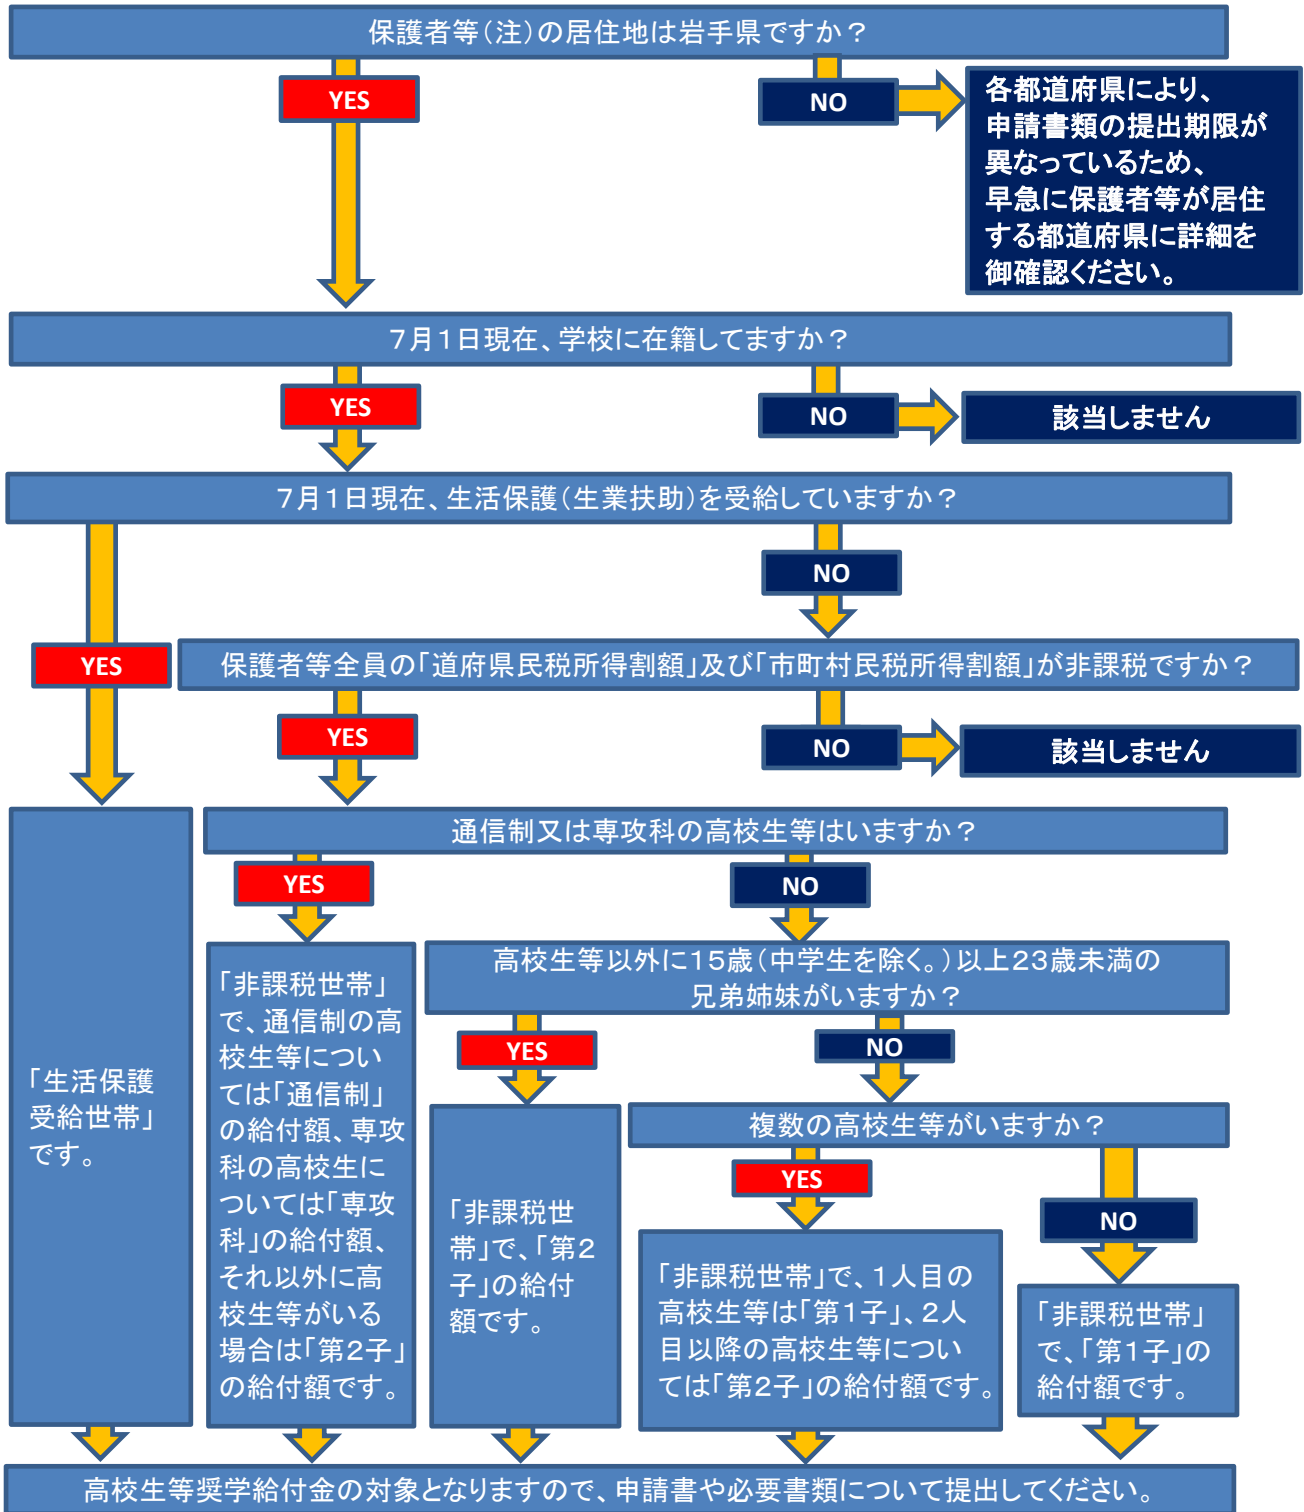 保護者等（注）の居住地は岩手県ですか？
YES
NO
各都道府県により、
申請書類の提出期限が
異なっているため、
早急に保護者等が居住
する都道府県に詳細を
御確認ください。
７月１日現在、学校に在籍してますか？
YES
NO
該当しません
７月１日現在、生活保護（生業扶助）を受給していますか？
NO
YES
保護者等全員の「道府県民税所得割額」及び「市町村民税所得割額」が非課税ですか？
YES
NO
該当しません
通信制又は専攻科の高校生等はいますか？
YES
NO
高校生等以外に１５歳（中学生を除く。）以上２３歳未満の
兄弟姉妹がいますか？
YES
NO
複数の高校生等がいますか？
YES
NO
「生活保護
受給世帯」
です。
「非課税世帯」
で、通信制の高
校生等につい
ては「通信制」
の給付額、専攻
科の高校生に
ついては「専攻
科」の給付額、
それ以外に高
校生等がいる
場合は「第２子」
の給付額です。
「非課税世
帯」で、「第２
子」の給付
額です。
「非課税世帯」で、１人目の
高校生等は「第１子」、２人
目以降の高校生等につい
ては「第２子」の給付額です。
「非課税世帯」
で、「第１子」の
給付額です。
高校生等奨学給付金の対象となりますので、申請書や必要書類について提出してください。